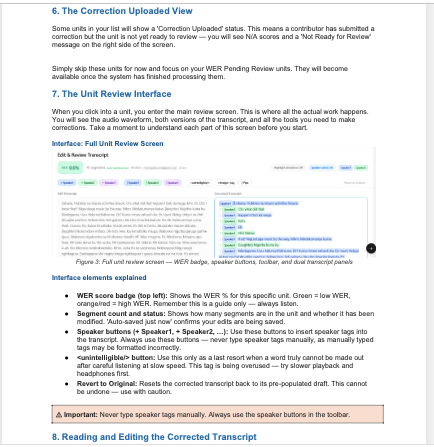 6. The Correction Uploaded View
Some units in your list will show a 'Correction Uploaded' status. This means a contributor has submitted a
correction but the unit is not yet ready to review — you will see N/A scores and a 'Not Ready for Review'
message on the right side of the screen.
Simply skip these units for now and focus on your WER Pending Review units. They will become
available once the system has finished processing them.
7. The Unit Review Interface
When you click into a unit, you enter the main review screen. This is where all the actual work happens.
You will see the audio waveform, both versions of the transcript, and all the tools you need to make
corrections. Take a moment to understand each part of this screen before you start.
Interface: Full Unit Review Screen
Edit & Review Transcript
Figure 3: Full unit review screen — WER badge, speaker buttons, toolbar, and dual transcript panels
Interface elements explained
● WER score badge (top left): Shows the WER % for this specific unit. Green = low WER,
orange/red = high WER. Remember this is a guide only — always listen.
● Segment count and status: Shows how many segments are in the unit and whether it has been
modified. 'Auto-saved just now' confirms your edits are being saved.
● Speaker buttons (+ Speaker1, + Speaker2, ...): Use these buttons to insert speaker tags into
the transcript. Always use these buttons — never type speaker tags manually, as manually typed
tags may be formatted incorrectly.
● <unintelligible/> button: Use this only as a last resort when a word truly cannot be made out
after careful listening at slow speed. This tag is being overused — try slower playback and
headphones first.
● Revert to Original: Resets the corrected transcript back to its pre-populated draft. This cannot
be undone — use with caution.
⚠ Important: Never type speaker tags manually. Always use the speaker buttons in the toolbar.
8. Reading and Editing the Corrected Transcript